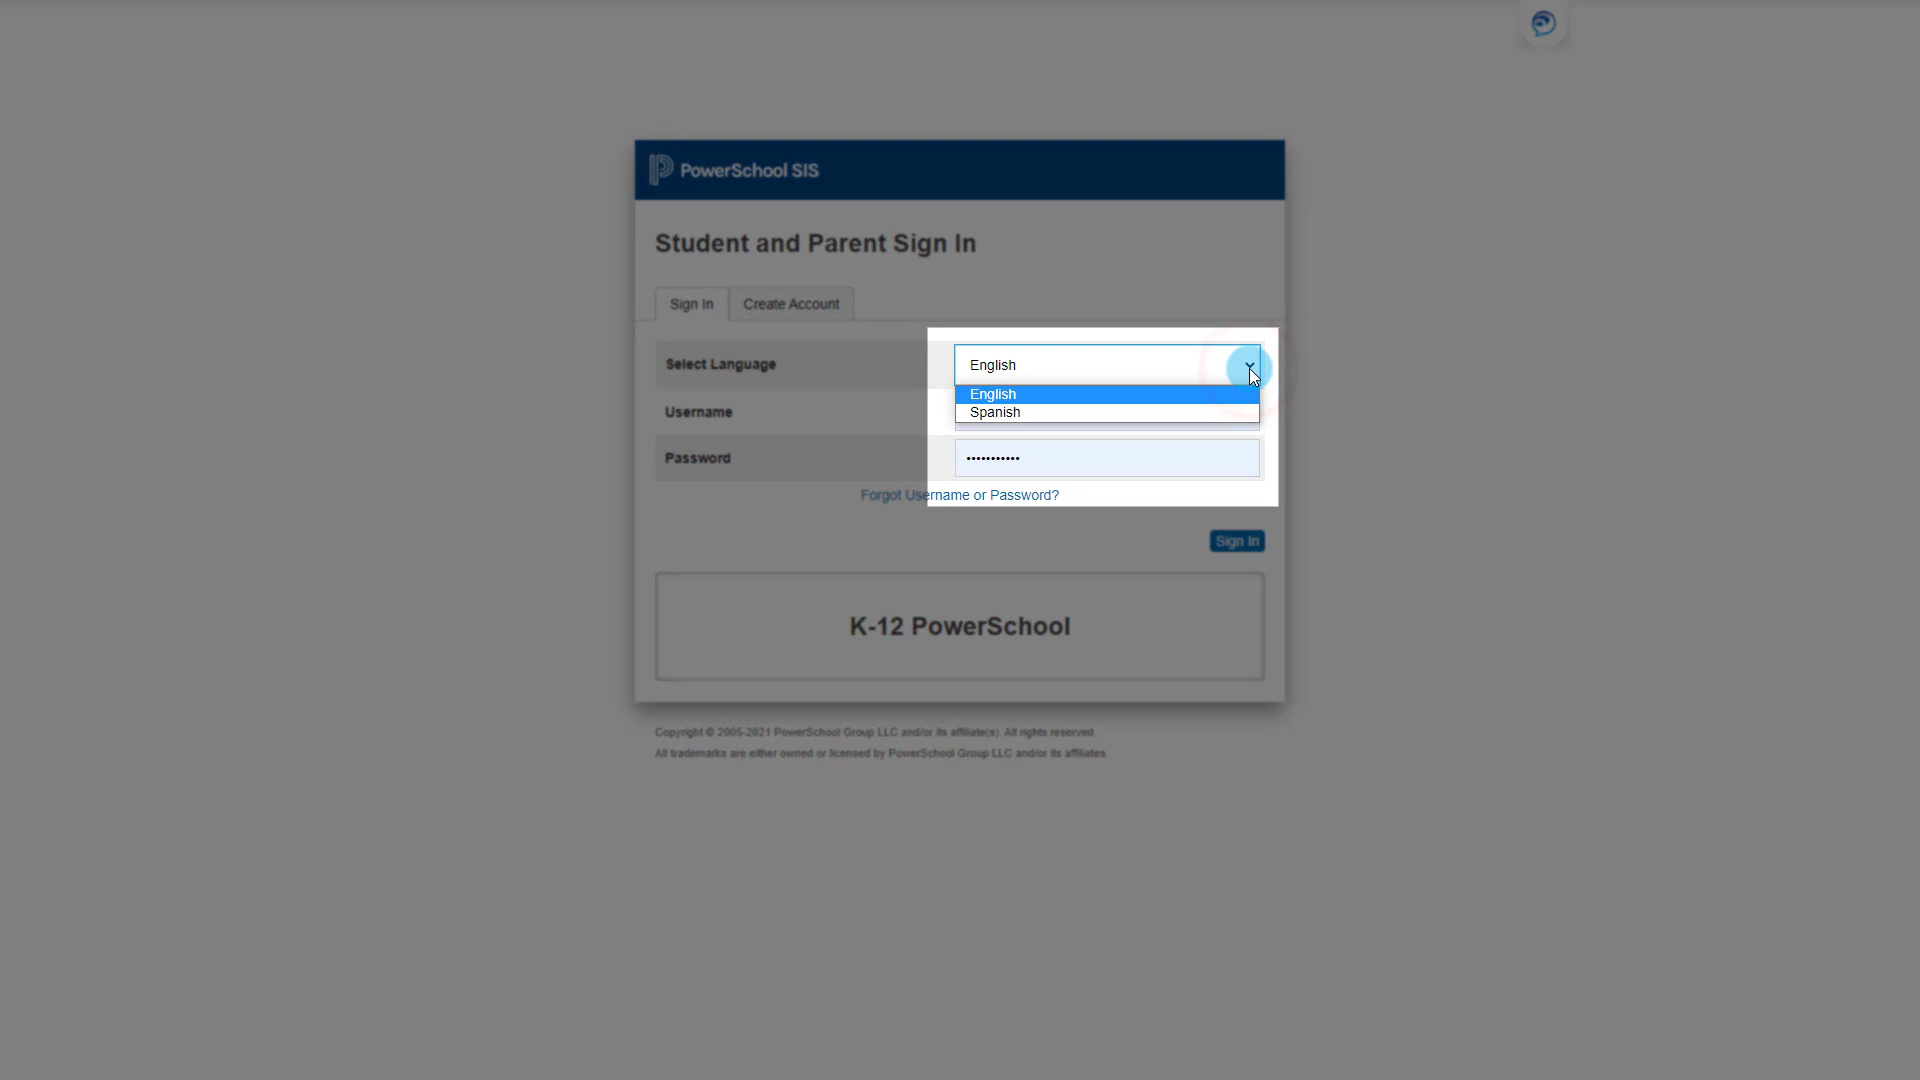 PowerSchool SIS
Student and Parent Sign In
Sign In
Create Account
Select Language
English
English
Spanish
Username
Password
•••••••••••
Forgot Username or Password?
Sign In
K-12 PowerSchool
Copyright © 2005-2021 PowerSchool Group LLC and/or its affiliate(s). All rights reserved.
All trademarks are either owned or licensed by PowerSchool Group LLC and/or its affiliates.